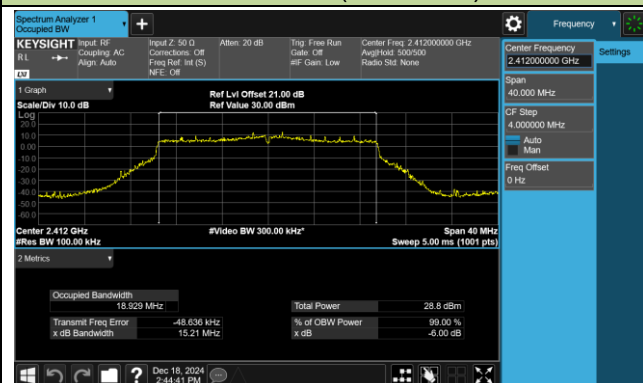 Spectrum Analyzer 1
Occupied BW
+
Frequency
KEYSIGHT
RL
LXI
Input: RF
Coupling: AC
Align: Auto
Input Z: 50 Ω
Corrections: Off
Freq Ref: Int (S)
NFE: Off
Atten: 20 dB
Trig: Free Run
Gate: Off
#IF Gain: Low
Center Freq: 2.412000000 GHz
Avg|Hold: 500/500
Radio Std: None
Center Frequency
2.412000000 GHz
Settings
Span
40.000 MHz
CF Step
4.000000 MHz
Auto
Man
Freq Offset
0 Hz
1 Graph
Scale/Div 10.0 dB
Ref Lvl Offset 21.00 dB
Ref Value 30.00 dBm
Log
20.0
10.0
0.00
-10.0
-20.0
-30.0
-40.0
-50.0
-60.0
Center 2.412 GHz
#Res BW 100.00 kHz
#Video BW 300.00 kHz*
Span 40 MHz
Sweep 5.00 ms (1001 pts)
2 Metrics
Occupied Bandwidth
18.929 MHz
Total Power 28.8 dBm
Transmit Freq Error -48.636 kHz
% of OBW Power 99.00 %
x dB Bandwidth 15.21 MHz
x dB -6.00 dB
?
Dec 18, 2024
2:44:41 PM